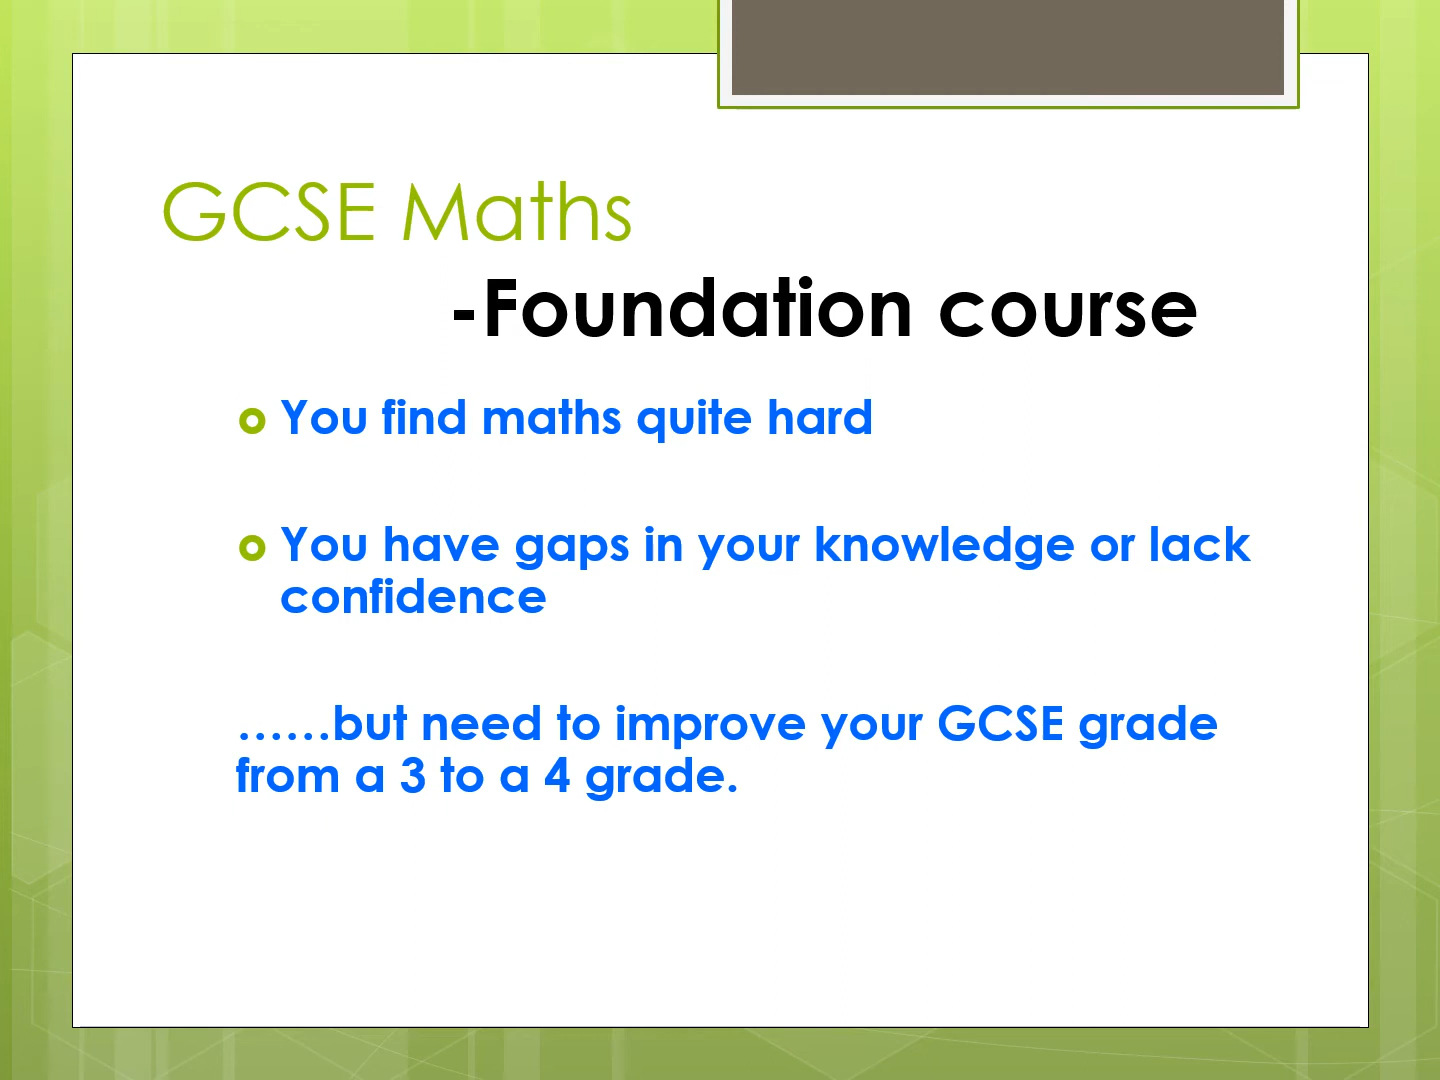 GCSE Maths
-Foundation course
You find maths quite hard
You have gaps in your knowledge or lack
confidence
......but need to improve your GCSE grade
from a 3 to a 4 grade.